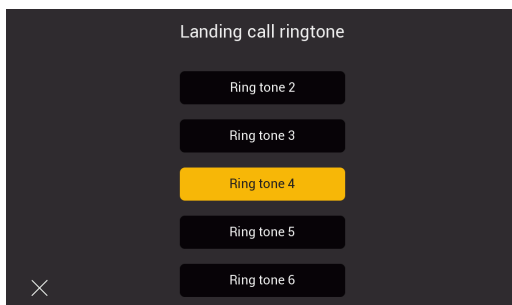 Landing call ringtone
Ring tone 2
Ring tone 3
Ring tone 4
Ring tone 5
Ring tone 6